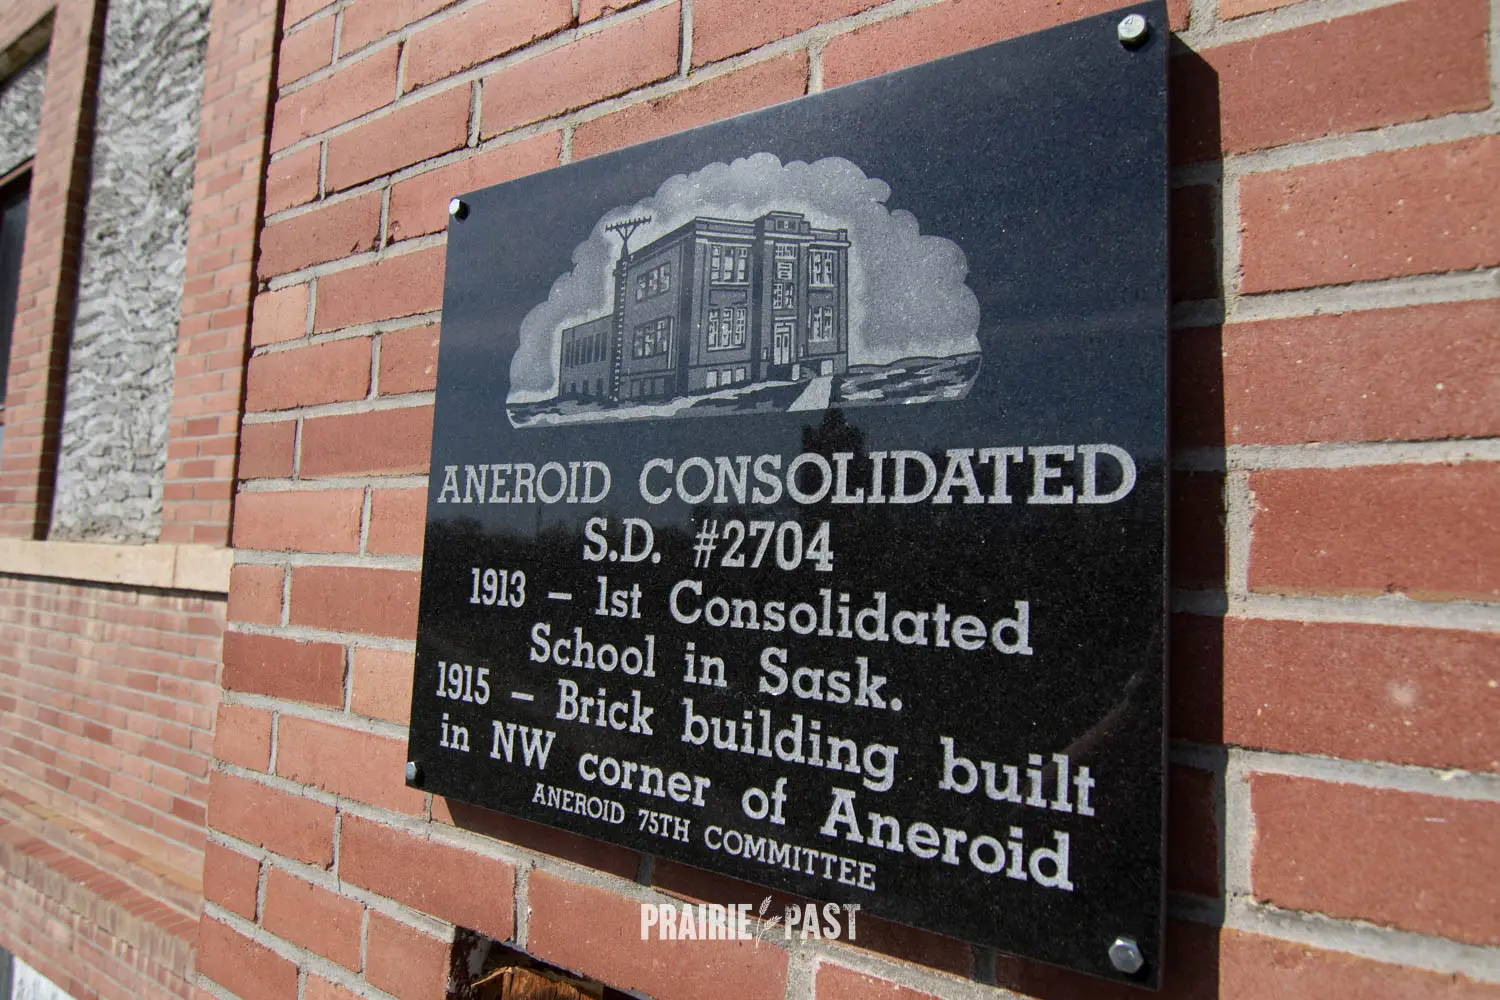 ANEROID CONSOLIDATED
S.D. #2704
1913 – 1st Consolidated
School in Sask.
1915 – Brick building built
in NW corner of Aneroid
ANEROID 75TH COMMITTEE
PRAIRIE PAST